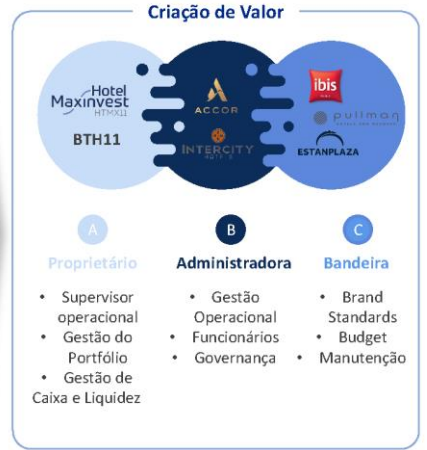 Criação de Valor
Hotel
Maxinvest
HTMX11
BTH11
ACCOR
INTERCITY
HOTELS
ibis
pullman
ESTANPLAZA
A
Proprietário
• Supervisor
operacional
• Gestão do
Portfólio
• Gestão de
Caixa e Liquidez
B
Administradora
• Gestão
Operacional
• Funcionários
• Governança
C
Bandeira
• Brand
Standards
• Budget
• Manutenção